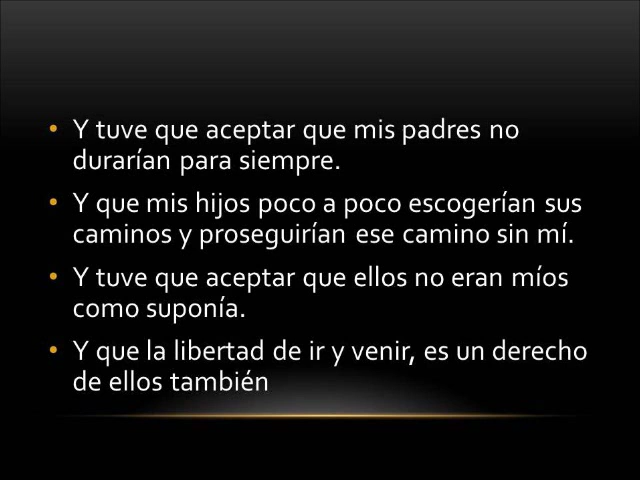 • Y tuve que aceptar que mis padres no
durarían para siempre.
• Y que mis hijos poco a poco escogerían sus
caminos y proseguirían ese camino sin mí.
• Y tuve que aceptar que ellos no eran míos
como suponía.
• Y que la libertad de ir y venir, es un derecho
de ellos también